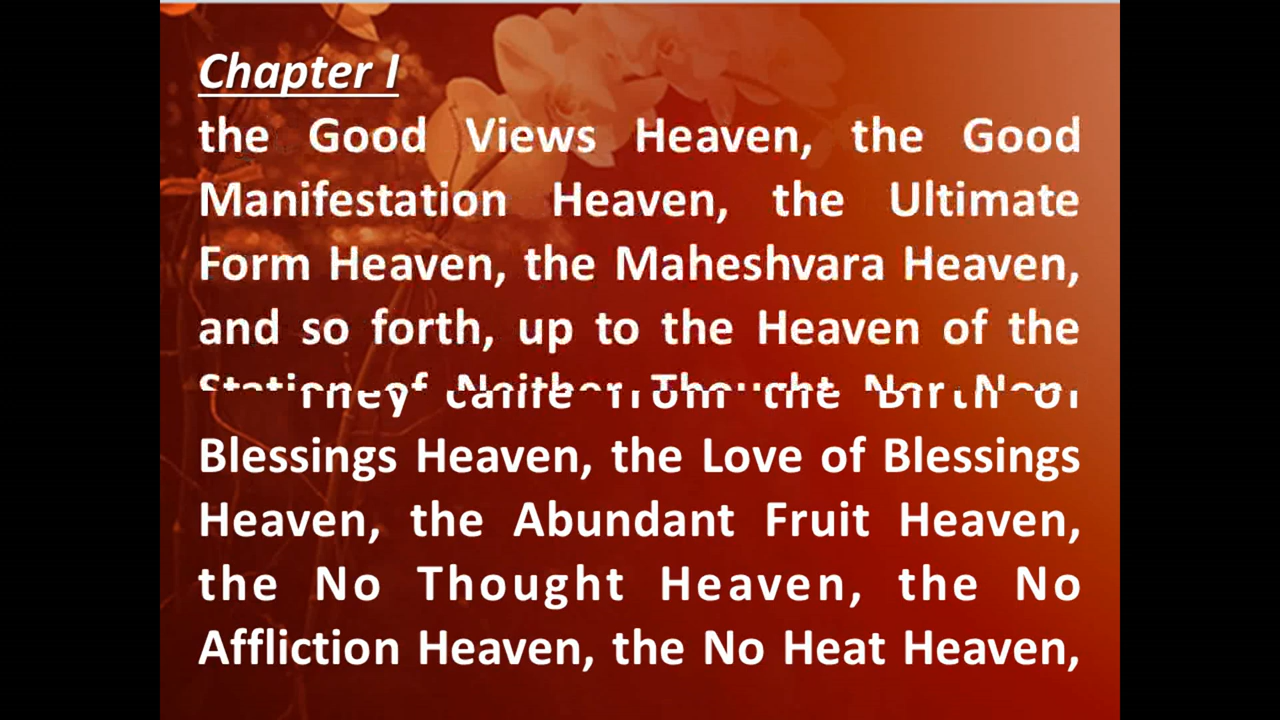 Chapter I
the Good Views Heaven, the Good
Manifestation Heaven, the Ultimate
Form Heaven, the Maheshvara Heaven,
and so forth, up to the Heaven of the
Blessings Heaven, the Love of Blessings
Heaven, the Abundant Fruit Heaven,
the No Thought Heaven, the No
Affliction Heaven, the No Heat Heaven,